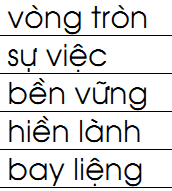 vòng tròn
sự việc
bền vững
hiền lành
bay liệng